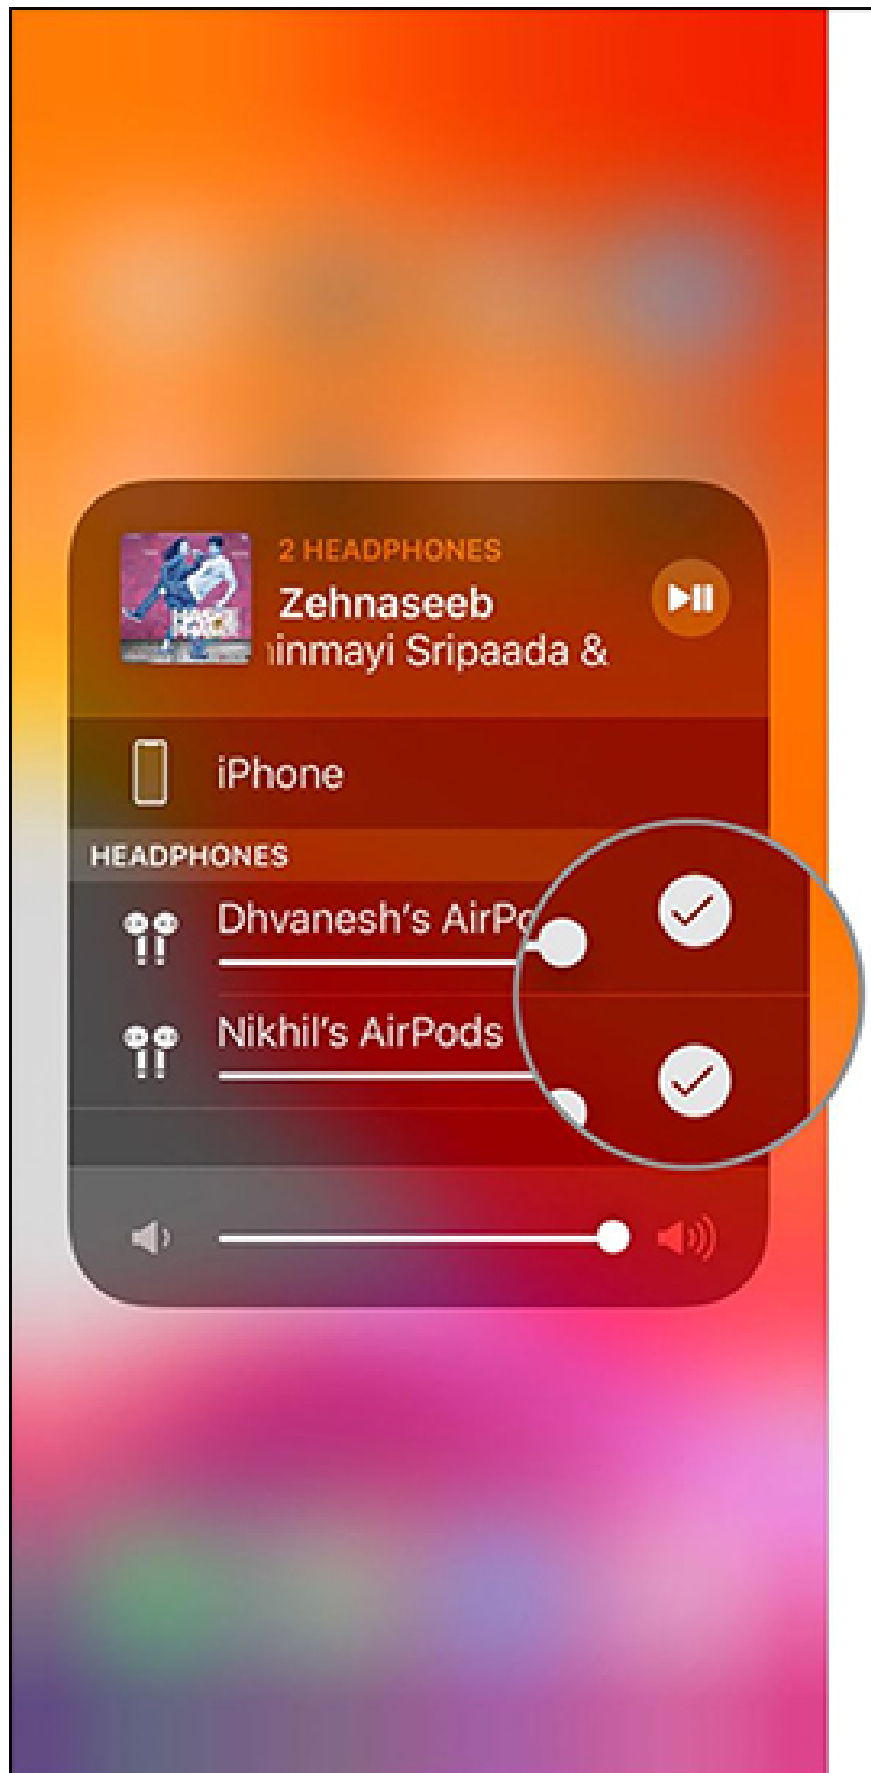 2 HEADPHONES
Zehnaseeb
inmayi Sripaada &
iPhone
HEADPHONES
Dhvanesh's AirPo
Nikhil's AirPods